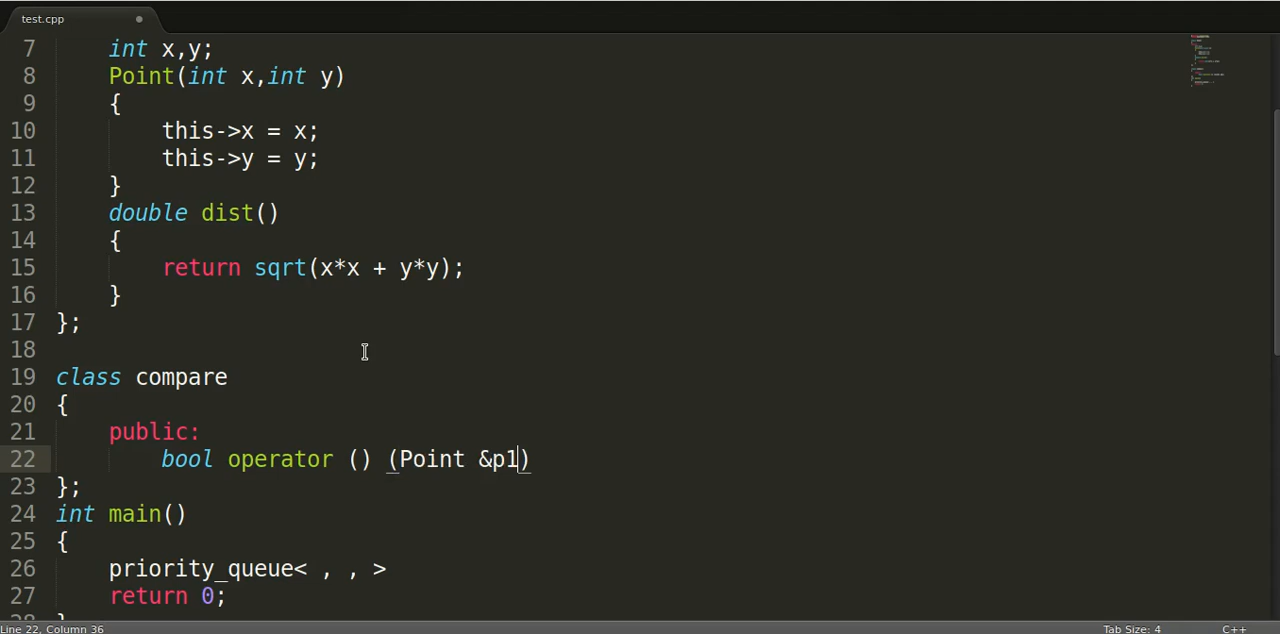 test.cpp
7 int x,y;
8 Point(int x,int y)
9 {
10 this->x = x;
11 this->y = y;
12 }
13 double dist()
14 {
15 return sqrt(x*x + y*y);
16 }
17 };
18
19 class compare
20 {
21 public:
22 bool operator () (Point &p1)
23 };
24 int main()
25 {
26 priority_queue< , , >
27 return 0;
28 }
Line 22, Column 36 Tab Size: 4 C++